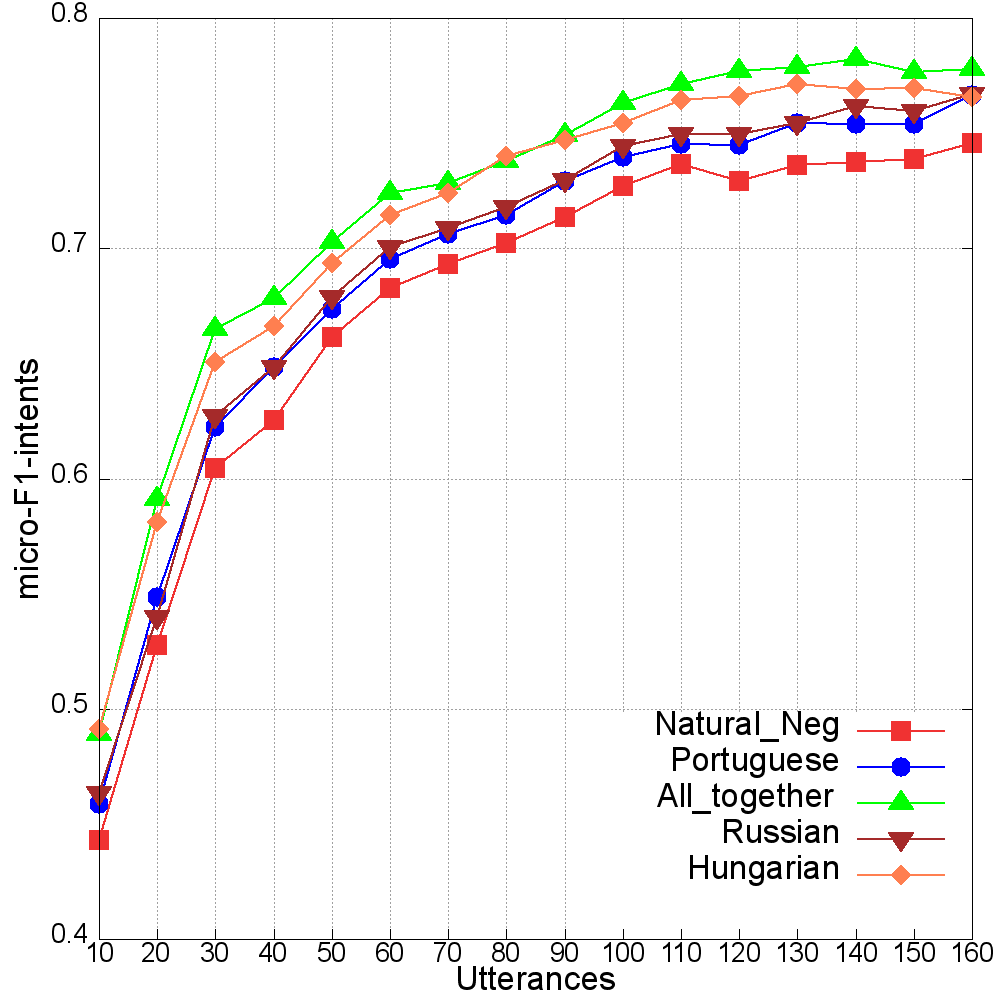 0.8
0.7
0.6
0.5
0.4
micro-F1-intents
Natural_Neg
Portuguese
All_together
Russian
Hungarian
10 20 30 40 50 60 70 80 90 100 110 120 130 140 150 160
Utterances